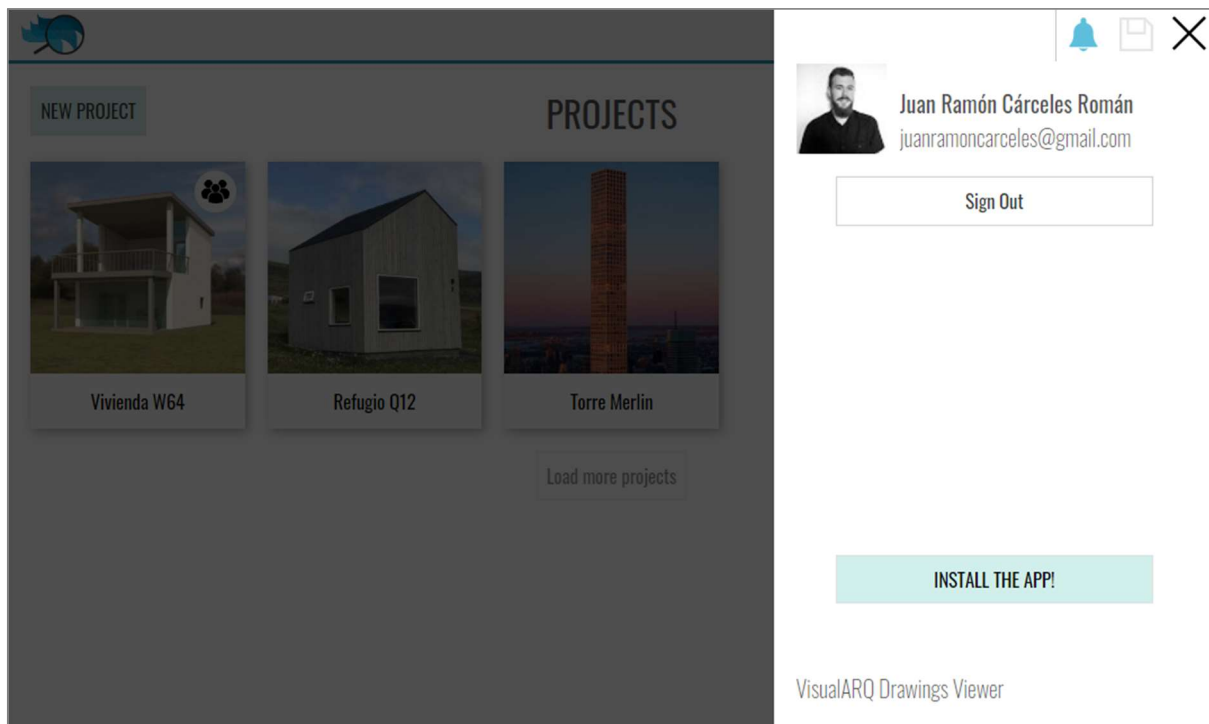 NEW PROJECT
PROJECTS
Vivienda W64
Refugio Q12
Torre Merlin
Load more projects
Juan Ramón Cárceles Román
juanramoncarceles@gmail.com
Sign Out
INSTALL THE APP!
VisualARQ Drawings Viewer